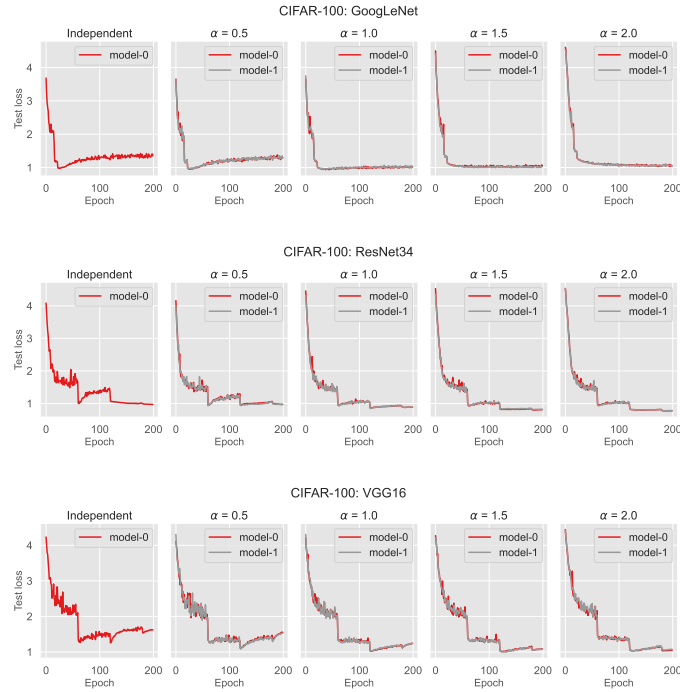 CIFAR-100: GoogLeNet
Independent
α = 0.5
α = 1.0
α = 1.5
α = 2.0
model-0
model-0
model-1
model-0
model-1
model-0
model-1
model-0
model-1
Test loss
4
3
2
1
0 100 200
0 100 200
0 100 200
0 100 200
0 100 200
Epoch
Epoch
Epoch
Epoch
Epoch
CIFAR-100: ResNet34
Independent
α = 0.5
α = 1.0
α = 1.5
α = 2.0
model-0
model-0
model-1
model-0
model-1
model-0
model-1
model-0
model-1
Test loss
4
3
2
1
0 100 200
0 100 200
0 100 200
0 100 200
0 100 200
Epoch
Epoch
Epoch
Epoch
Epoch
CIFAR-100: VGG16
Independent
α = 0.5
α = 1.0
α = 1.5
α = 2.0
model-0
model-0
model-1
model-0
model-1
model-0
model-1
model-0
model-1
Test loss
4
3
2
1
0 100 200
0 100 200
0 100 200
0 100 200
0 100 200
Epoch
Epoch
Epoch
Epoch
Epoch